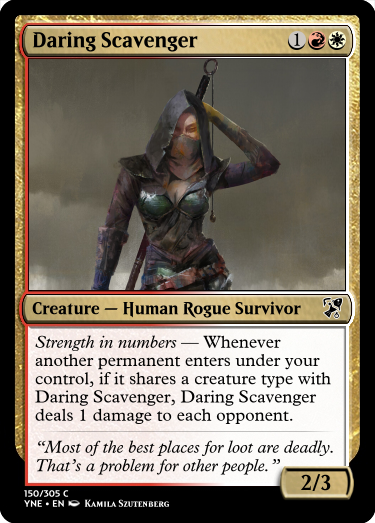 Daring Scavenger 1
Creature — Human Rogue Survivor
Strength in numbers — Whenever
another permanent enters under your
control, if it shares a creature type with
Daring Scavenger, Daring Scavenger
deals 1 damage to each opponent.
“Most of the best places for loot are deadly.
That’s a problem for other people.”
2/3
150/305 C
YNE • EN Kamila Szutenberg